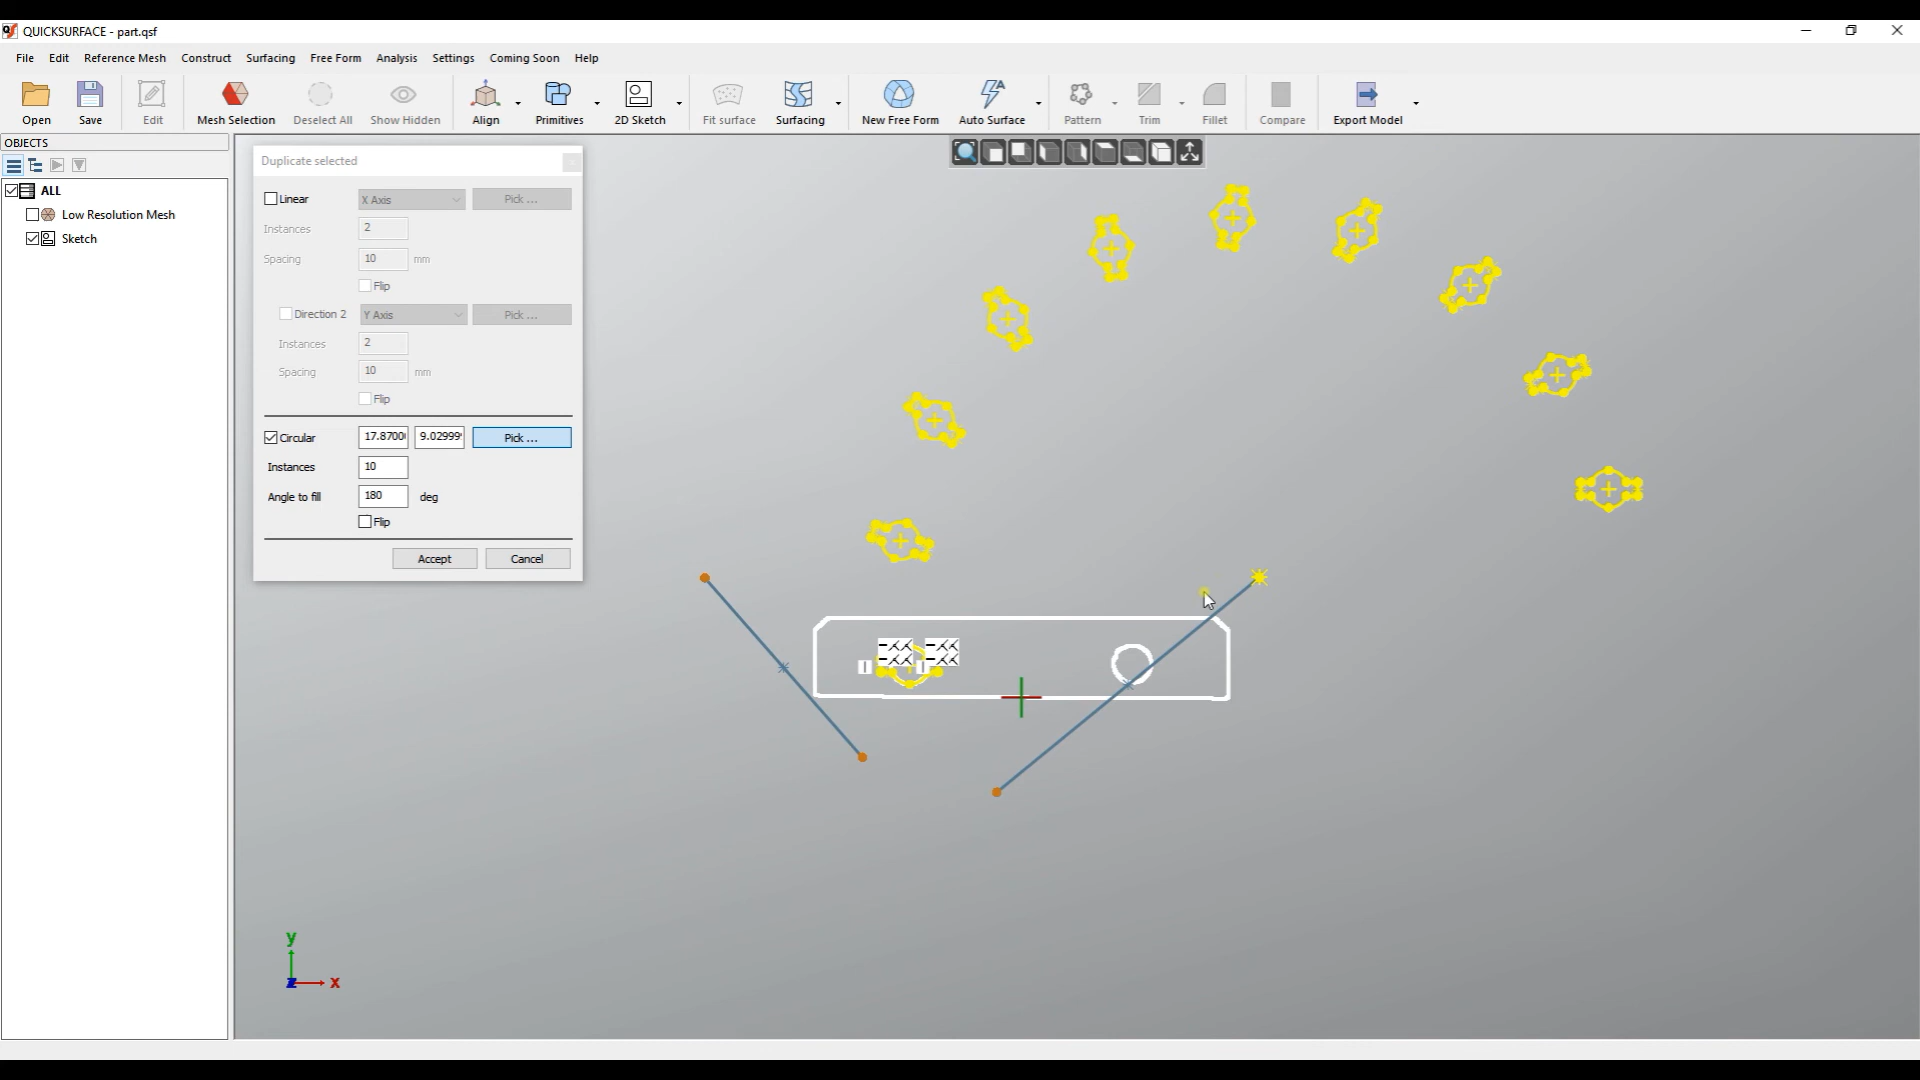 QUICKSURFACE - part.qsf
File Edit Reference Mesh Construct Surfacing Free Form Analysis Settings Coming Soon Help
Open Save Edit Mesh Selection Deselect All Show Hidden Align Primitives 2D Sketch Fit surface Surfacing New Free Form Auto Surface Pattern Trim Fillet Compare Export Model
OBJECTS
ALL
Low Resolution Mesh
Sketch
Duplicate selected
Linear X Axis Pick ...
Instances 2
Spacing 10 mm
Flip
Direction 2 Y Axis Pick ...
Instances 2
Spacing 10 mm
Flip
Circular 17.8700 9.0299 Pick ...
Instances 10
Angle to fill 180 deg
Flip
Accept Cancel
y
z x